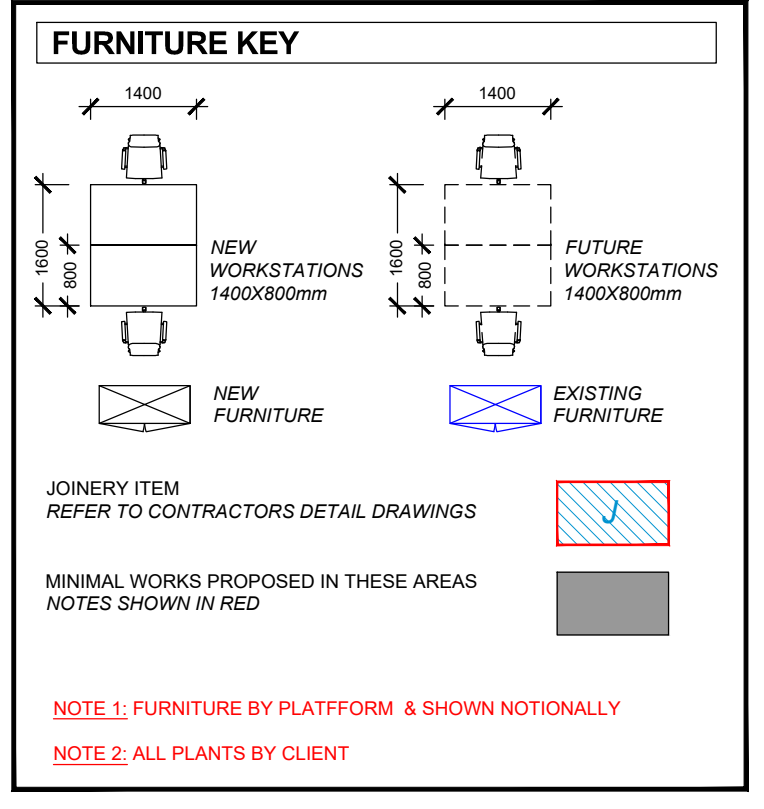 FURNITURE KEY
1400
1400
1600
800
NEW
WORKSTATIONS
1400X800mm
1600
800
FUTURE
WORKSTATIONS
1400X800mm
NEW
FURNITURE
EXISTING
FURNITURE
JOINERY ITEM
REFER TO CONTRACTORS DETAIL DRAWINGS
J
MINIMAL WORKS PROPOSED IN THESE AREAS
NOTES SHOWN IN RED
NOTE 1: FURNITURE BY PLATFFORM & SHOWN NOTIONALLY
NOTE 2: ALL PLANTS BY CLIENT